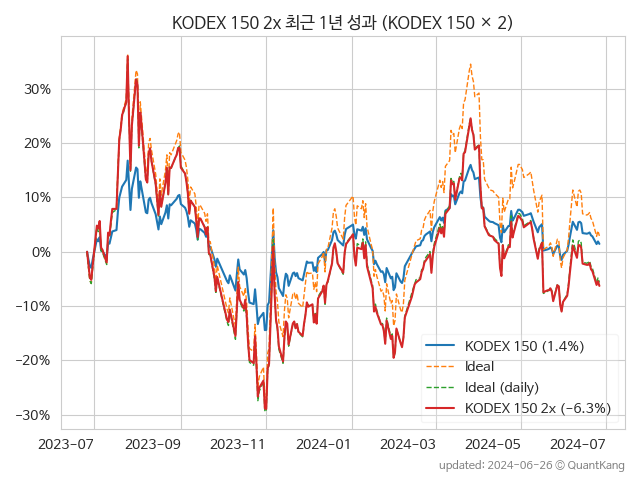 KODEX 150 2x 최근 1년 성과 (KODEX 150 × 2)
30%
20%
10%
0%
−10%
−20%
−30%
KODEX 150 (1.4%)
Ideal
Ideal (daily)
KODEX 150 2x (−6.3%)
2023-07 2023-09 2023-11 2024-01 2024-03 2024-05 2024-07
updated: 2024-06-26 © QuantKang